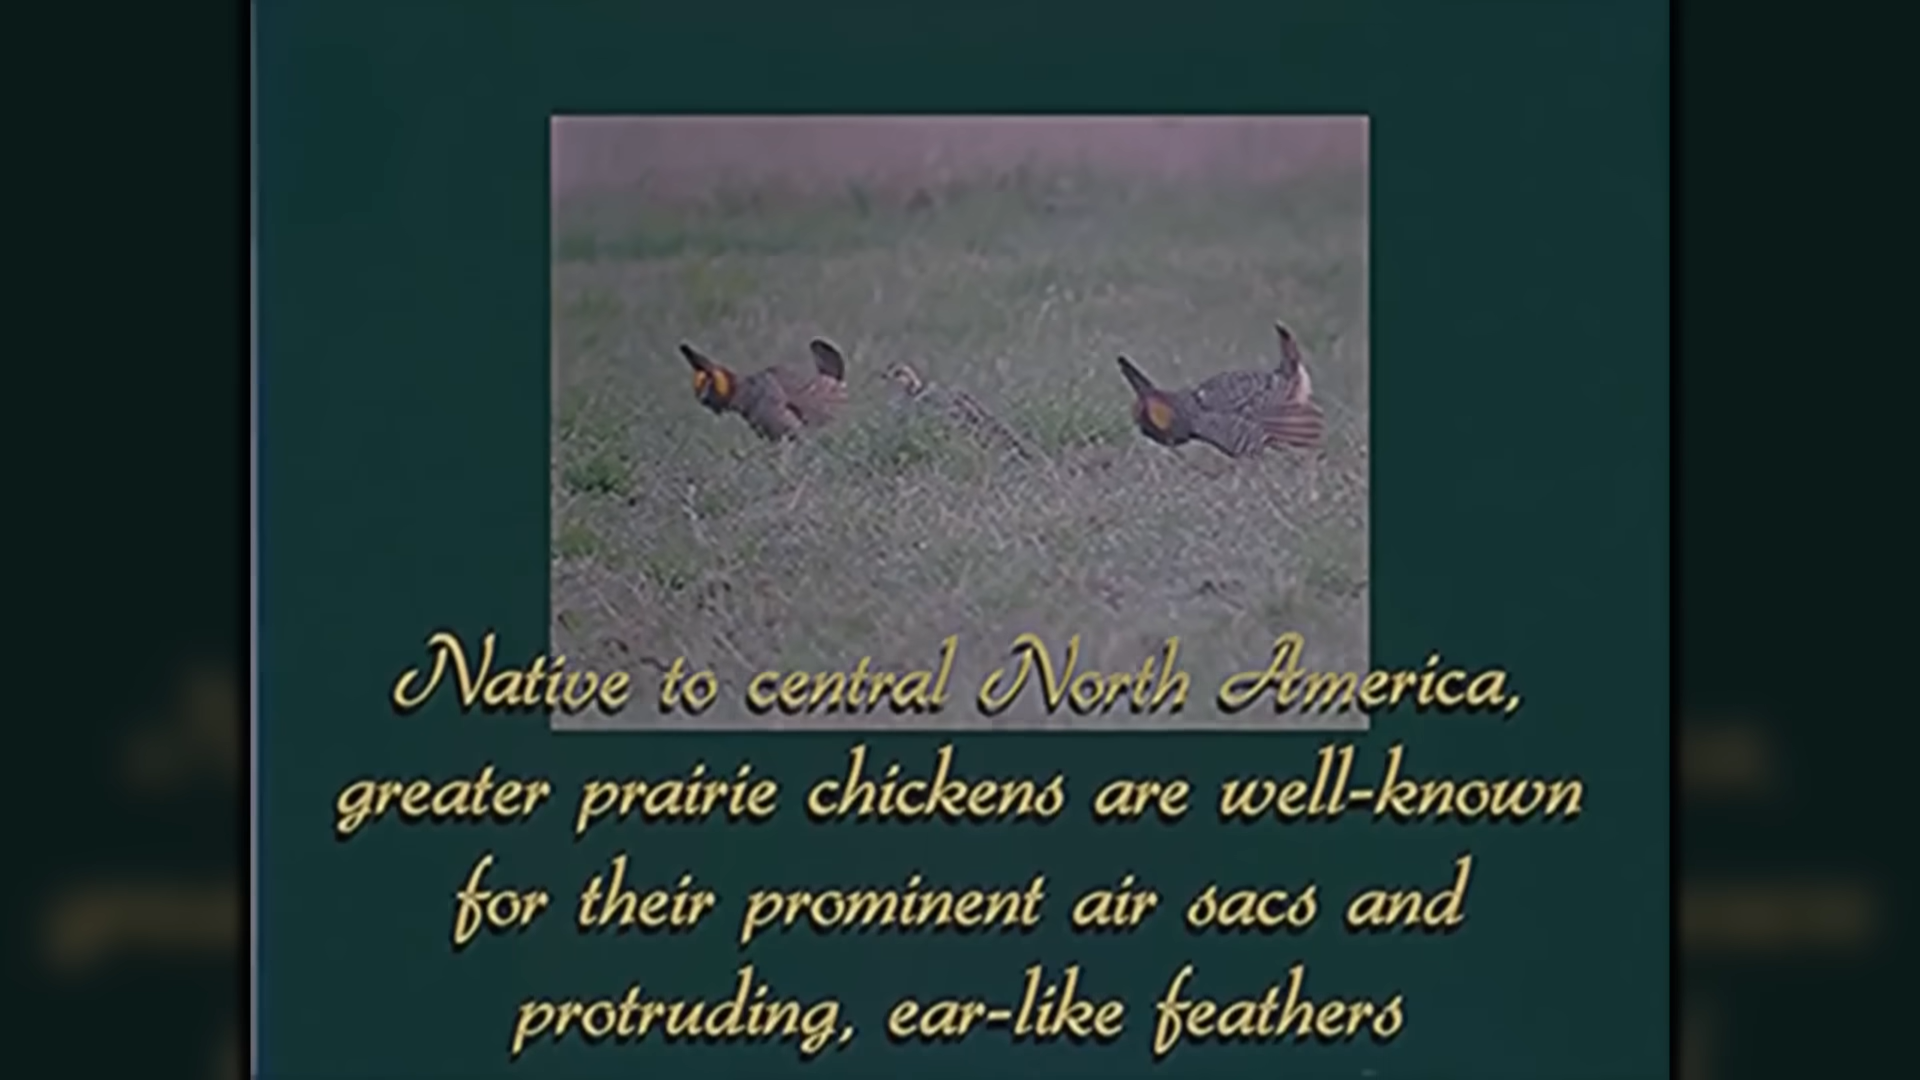 Native to central North America,
greater prairie chickens are well-known
for their prominent air sacs and
protruding, ear-like feathers